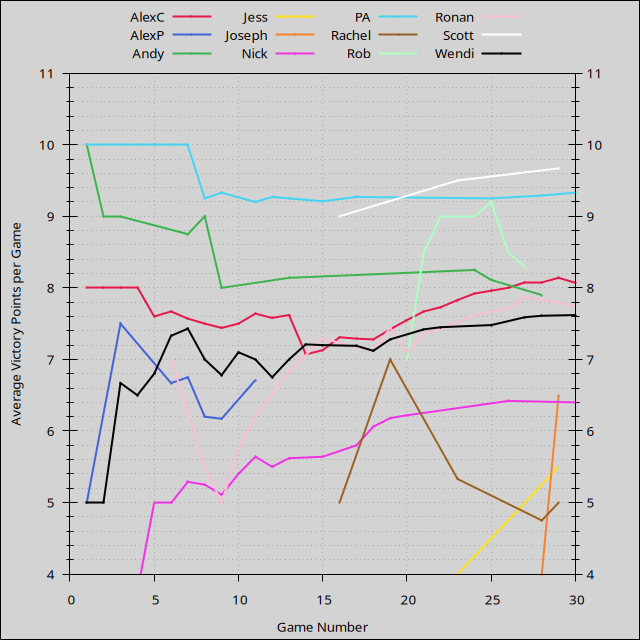 AlexC Jess PA Ronan
AlexP Joseph Rachel Scott
Andy Nick Rob Wendi
11 11
10 10
9 9
8 8
7 7
6 6
5 5
4 4
0 5 10 15 20 25 30
Average Victory Points per Game
Game Number